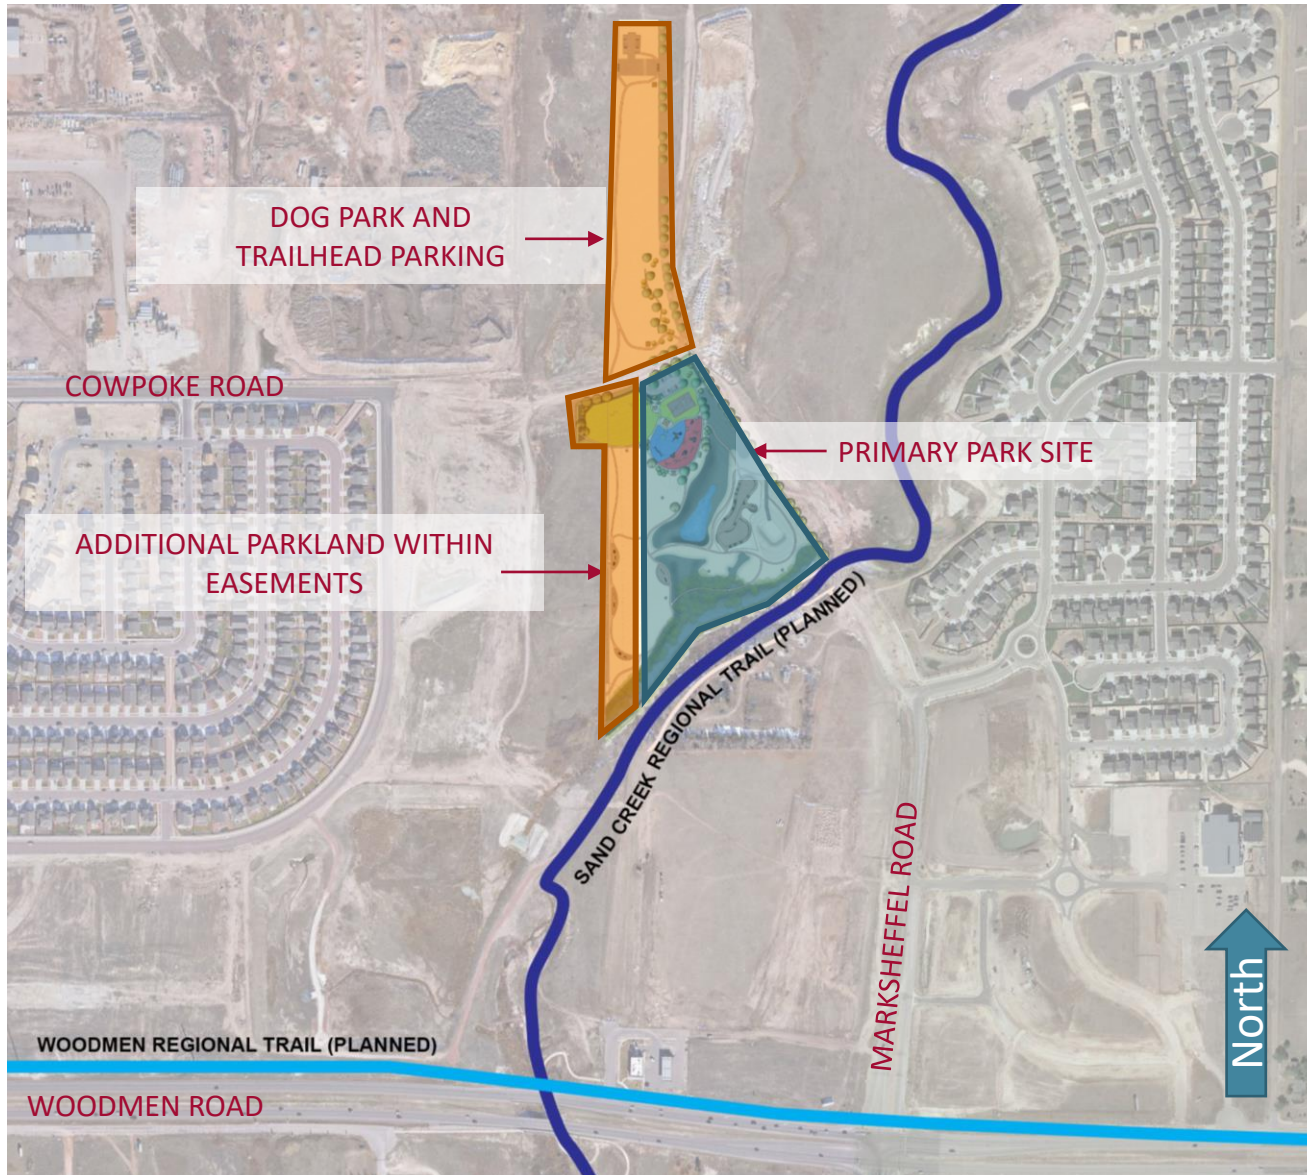 DOG PARK AND
TRAILHEAD PARKING
COWPOKE ROAD
PRIMARY PARK SITE
ADDITIONAL PARKLAND WITHIN
EASEMENTS
SAND CREEK REGIONAL TRAIL (PLANNED)
MARKSHEFFEL ROAD
North
WOODMEN REGIONAL TRAIL (PLANNED)
WOODMEN ROAD